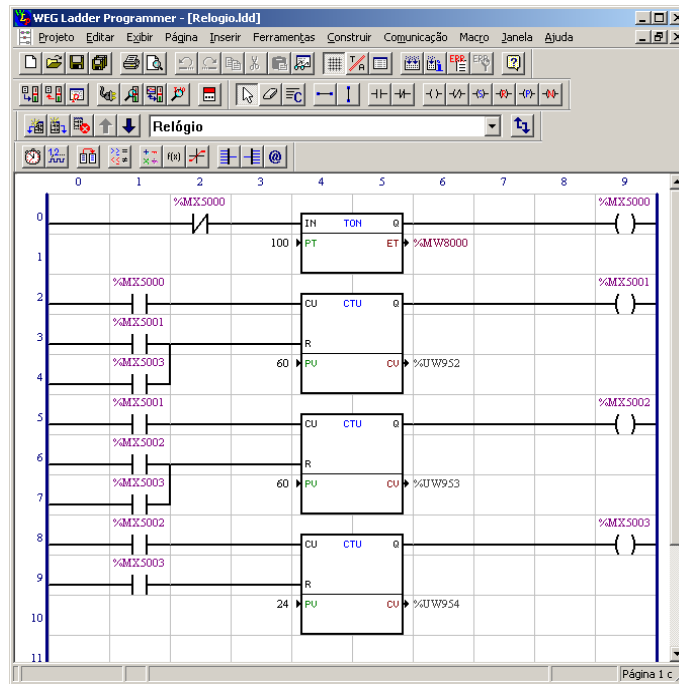 WEG Ladder Programmer - [Relogio.ldd]
Projeto Editar Exibir Página Inserir Ferramentas Construir Comunicação Macro Janela Ajuda
Relógio
0 1 2 3 4 5 6 7 8 9
%MX5000 %MX5000
0 IN TON Q
100 PT ET %MW8000
1
%MX5000 %MX5001
2 CU CTU Q
%MX5001
3 R
%MX5003
60 PV CV %UW952
4
%MX5001 %MX5002
5 CU CTU Q
%MX5002
6 R
%MX5003
60 PV CV %UW953
7
%MX5002 %MX5003
8 CU CTU Q
%MX5003
9 R
24 PV CV %UW954
10
11
Página 1 c